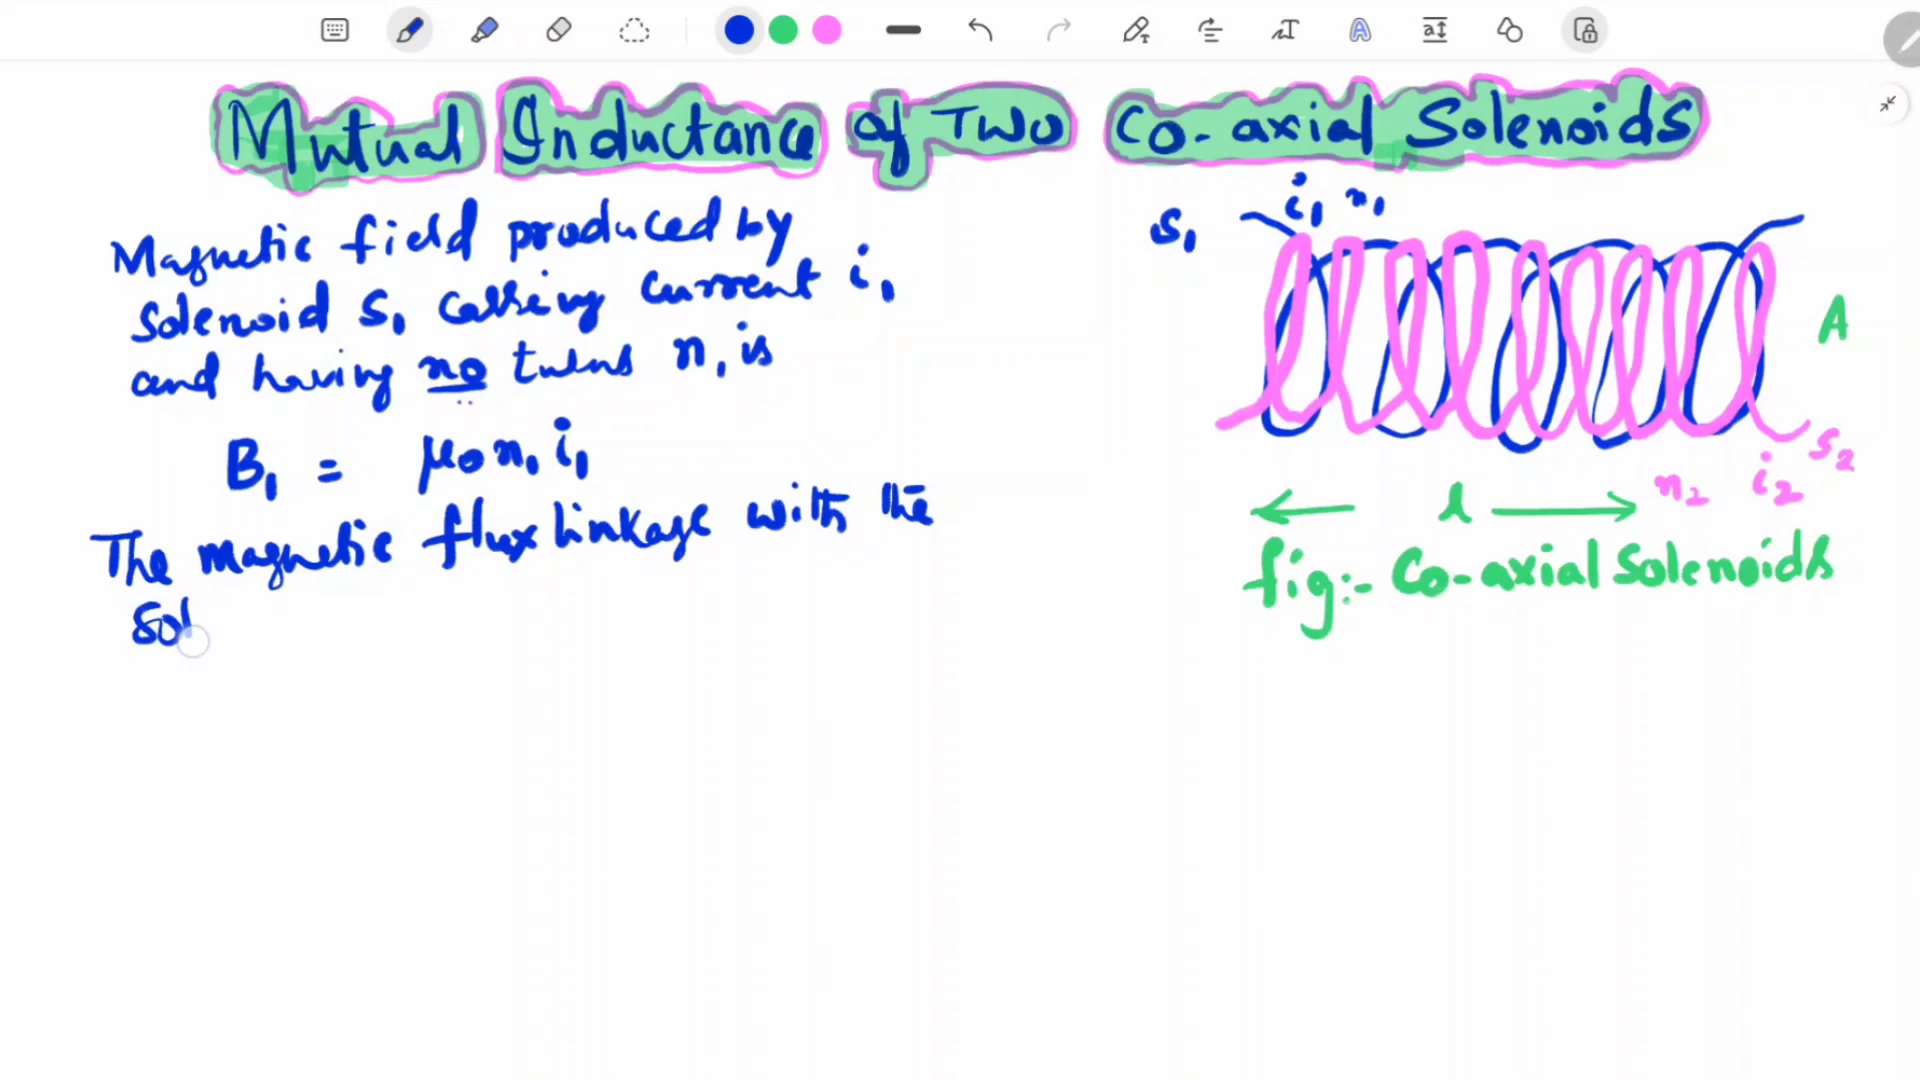 Mutual Inductance of Two Co-axial Solenoids
Magnetic field produced by
solenoid S₁ carrying current i₁
and having no turns n₁ is
B₁ = μ₀ n₁ i₁
The magnetic flux linkage with the
Sol
S₁ i₁ n₁
A
S₂
l n₂ i₂
fig:- Co-axial Solenoids